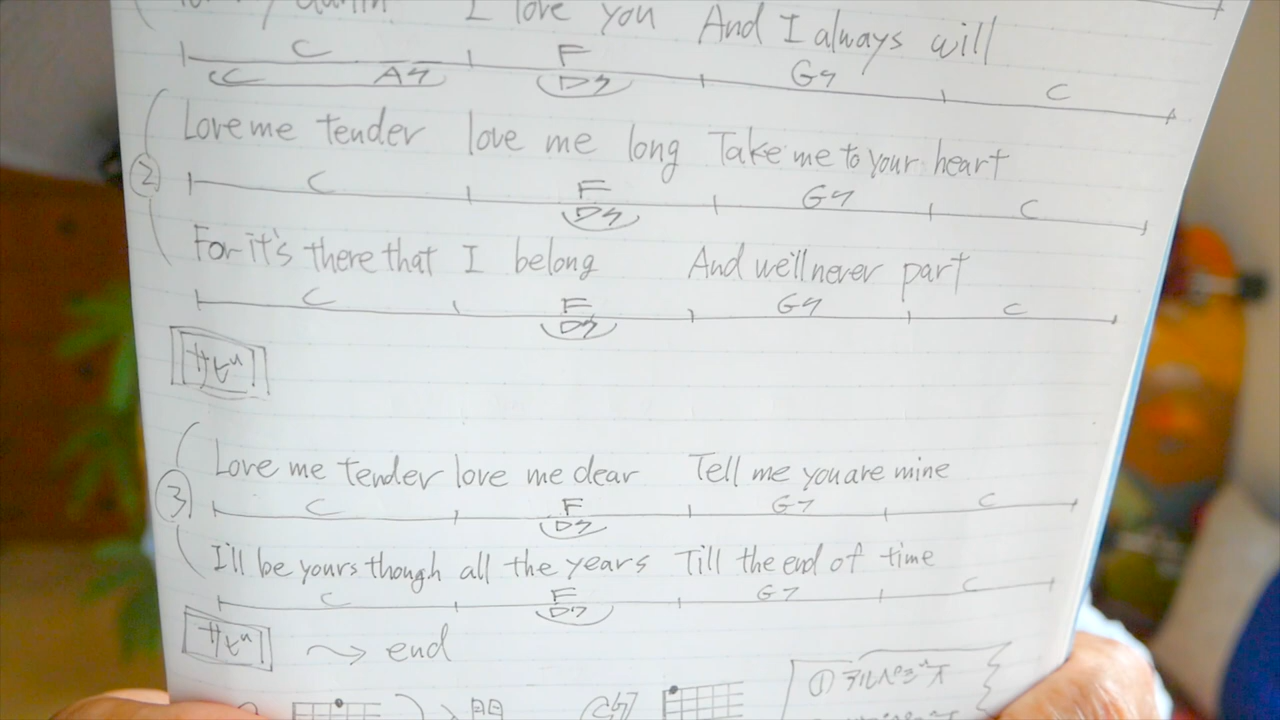 I love you And I always will
C F G7 C
C A7 D7
Love me tender love me long Take me to your heart
② C F G7 C
D7
For it's there that I belong And we'll never part
C F G7 C
D7
サビ
Love me tender love me dear Tell me you are mine
③ C F G7 C
D7
I'll be yours though all the years Till the end of time
C F G7 C
D7
サビ ～→ end
① アルペジオ